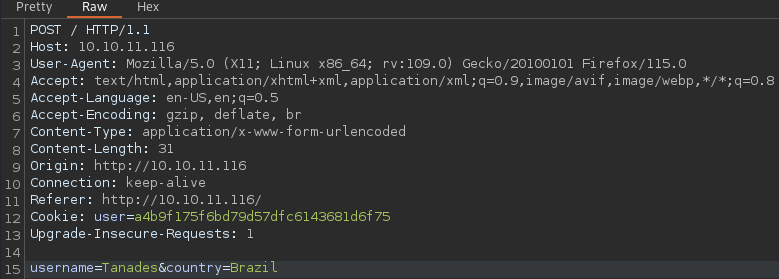 Pretty Raw Hex
1 POST / HTTP/1.1
2 Host: 10.10.11.116
3 User-Agent: Mozilla/5.0 (X11; Linux x86_64; rv:109.0) Gecko/20100101 Firefox/115.0
4 Accept: text/html,application/xhtml+xml,application/xml;q=0.9,image/avif,image/webp,*/*;q=0.8
5 Accept-Language: en-US,en;q=0.5
6 Accept-Encoding: gzip, deflate, br
7 Content-Type: application/x-www-form-urlencoded
8 Content-Length: 31
9 Origin: http://10.10.11.116
10 Connection: keep-alive
11 Referer: http://10.10.11.116/
12 Cookie: user=a4b9f175f6bd79d57dfc6143681d6f75
13 Upgrade-Insecure-Requests: 1
14
15 username=Tanades&country=Brazil